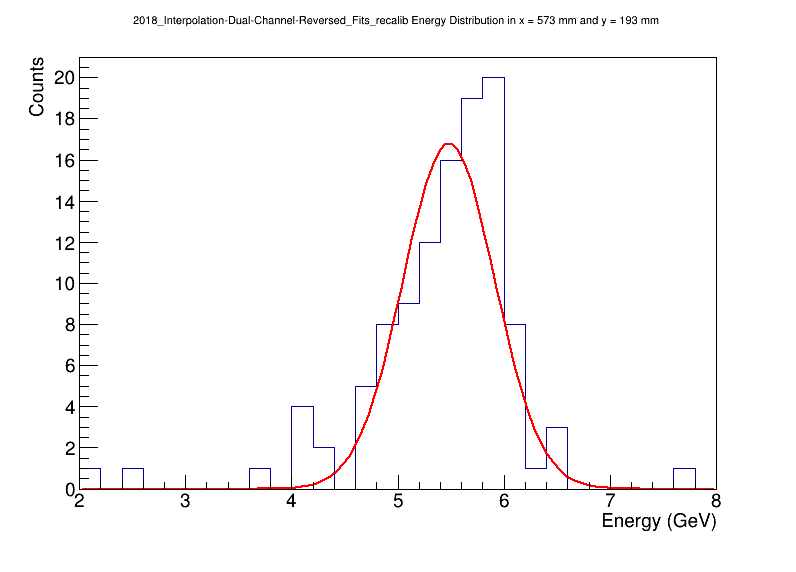 2018_Interpolation-Dual-Channel-Reversed_Fits_recalib Energy Distribution in x = 573 mm and y = 193 mm
Counts
20
18
16
14
12
10
8
6
4
2
0
2 3 4 5 6 7 8
Energy (GeV)